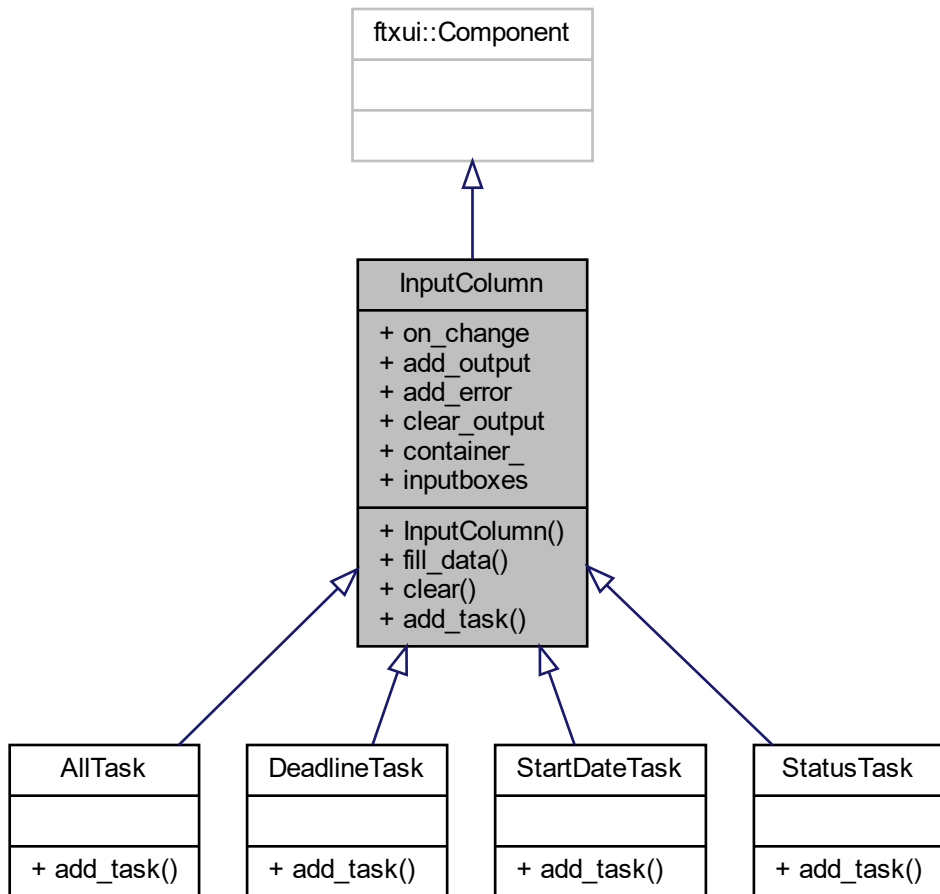 ftxui::Component
InputColumn
+ on_change
+ add_output
+ add_error
+ clear_output
+ container_
+ inputboxes
+ InputColumn()
+ fill_data()
+ clear()
+ add_task()
AllTask
DeadlineTask
StartDateTask
StatusTask
+ add_task()
+ add_task()
+ add_task()
+ add_task()